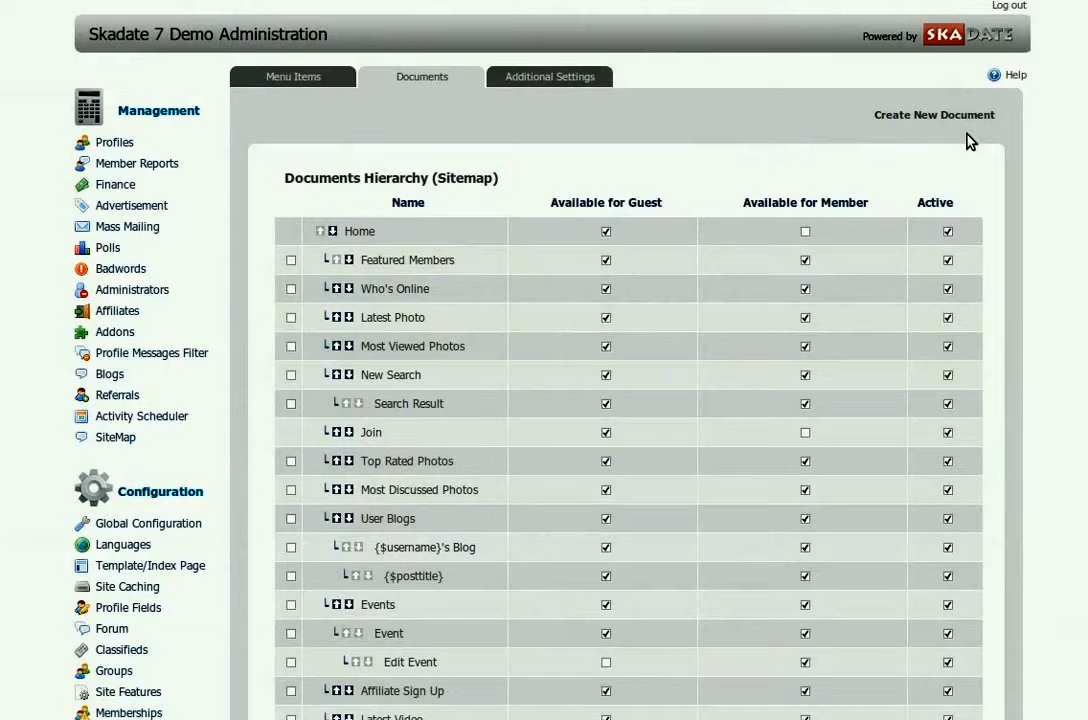 Log out
Skadate 7 Demo Administration
Powered by SKADATE
Menu Items
Documents
Additional Settings
Help
Management
Profiles
Member Reports
Finance
Advertisement
Mass Mailing
Polls
Badwords
Administrators
Affiliates
Addons
Profile Messages Filter
Blogs
Referrals
Activity Scheduler
SiteMap
Configuration
Global Configuration
Languages
Template/Index Page
Site Caching
Profile Fields
Forum
Classifieds
Groups
Site Features
Memberships
Create New Document
Documents Hierarchy (Sitemap)
Name Available for Guest Available for Member Active
Home
Featured Members
Who's Online
Latest Photo
Most Viewed Photos
New Search
Search Result
Join
Top Rated Photos
Most Discussed Photos
User Blogs
{$username}'s Blog
{$posttitle}
Events
Event
Edit Event
Affiliate Sign Up
Latest Video